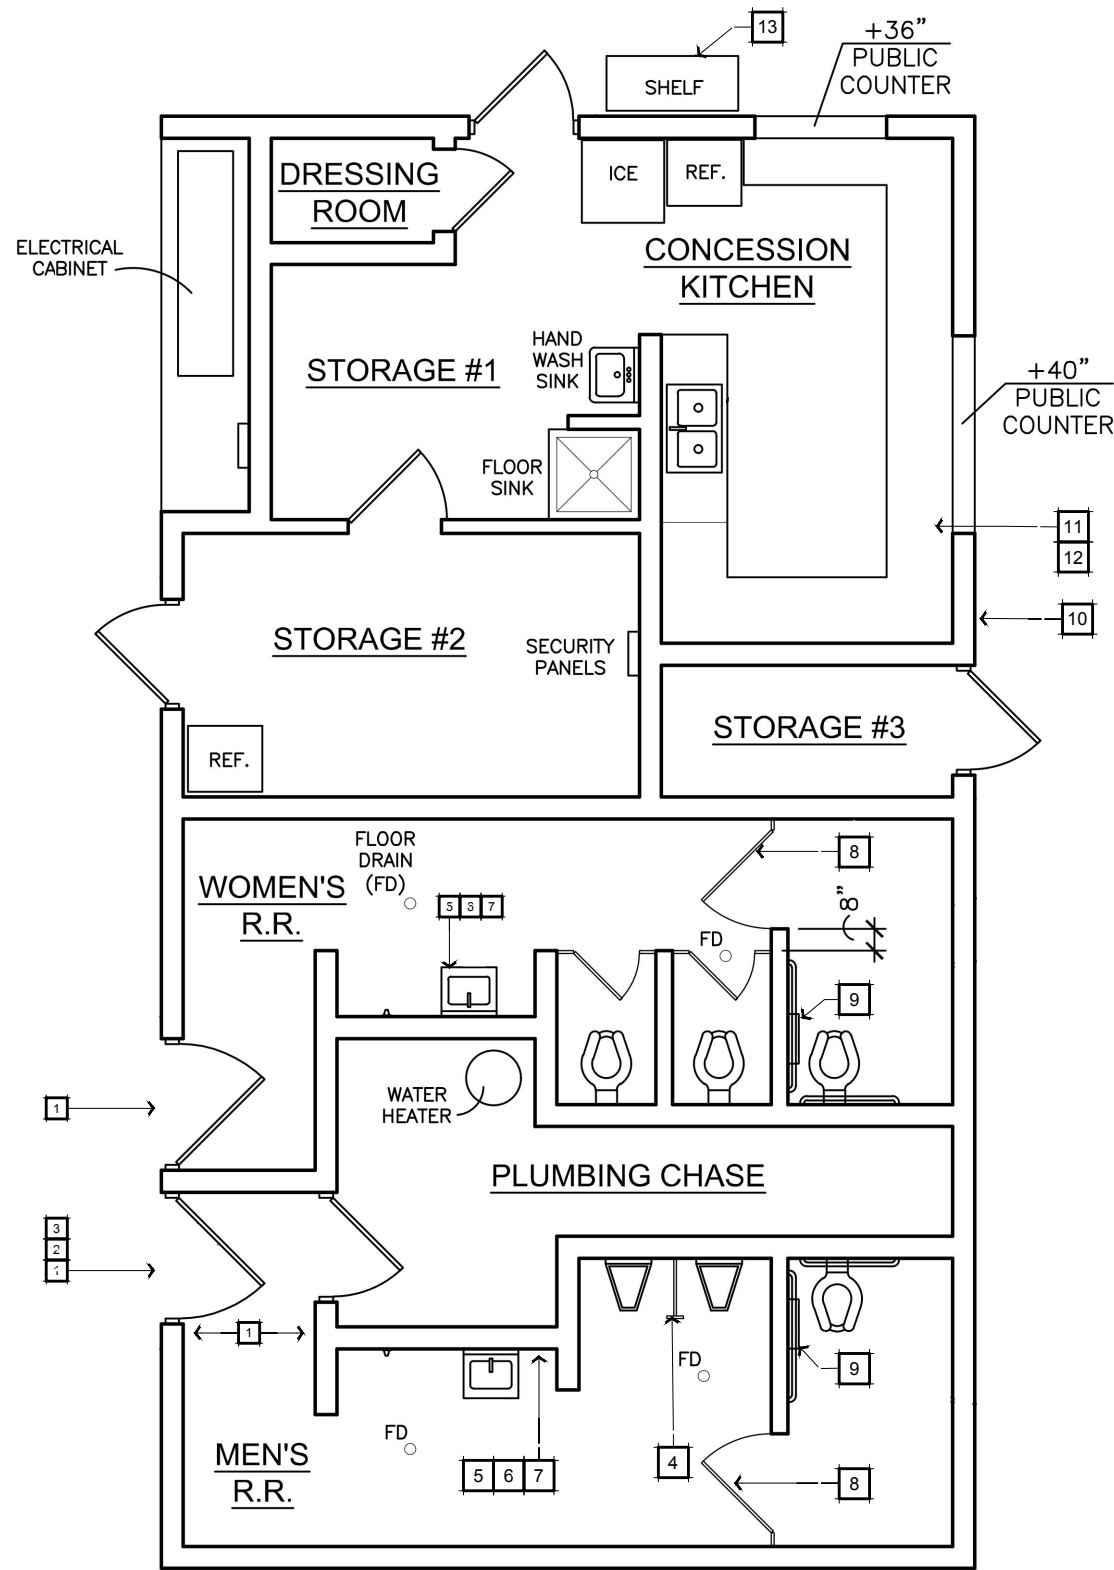 13
+36”
PUBLIC
COUNTER
SHELF
ICE
REF.
DRESSING
ROOM
ELECTRICAL
CABINET
CONCESSION
KITCHEN
HAND
WASH
SINK
STORAGE #1
+40”
PUBLIC
COUNTER
FLOOR
SINK
11
12
10
STORAGE #2
SECURITY
PANELS
STORAGE #3
REF.
FLOOR
DRAIN
(FD)
8
WOMEN'S
R.R.
5 6 7
8”
FD
9
WATER
HEATER
1
PLUMBING CHASE
3
2
1
1
FD
9
FD
MEN'S
R.R.
5 6 7
4
8